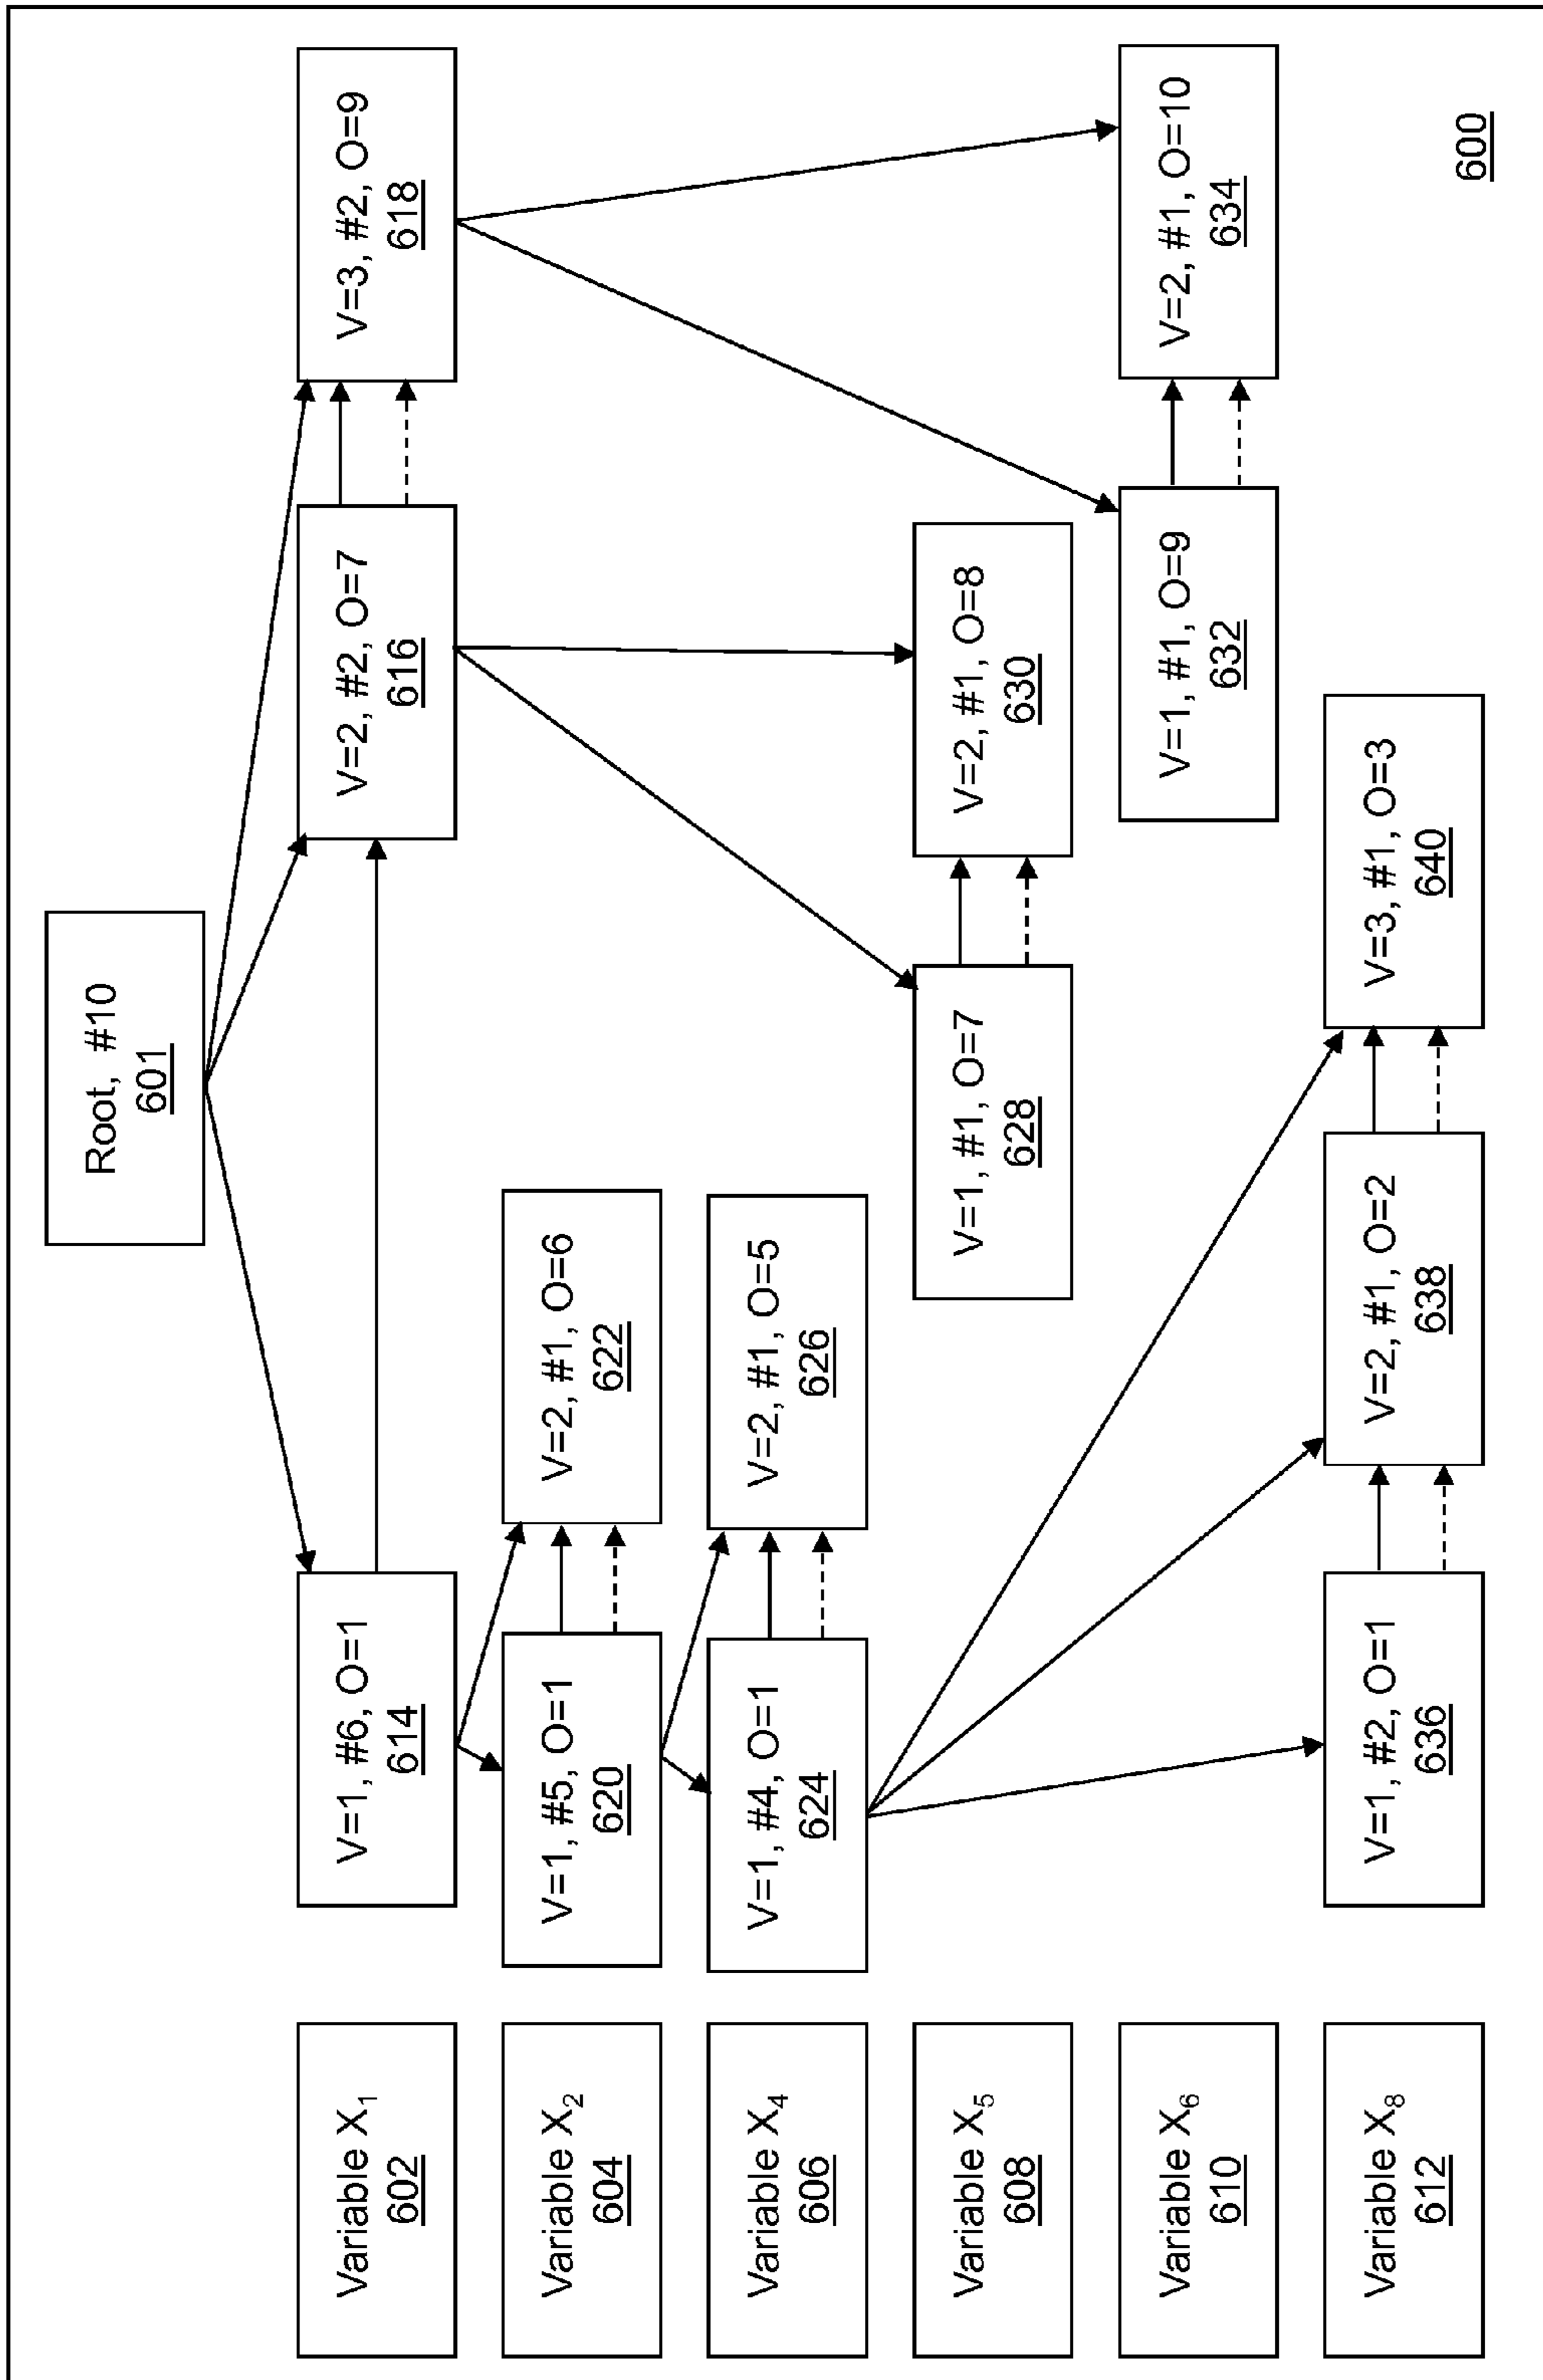 Root, #10
601
Variable X₁
602
V=1, #6, O=1
614
V=2, #2, O=7
616
V=3, #2, O=9
618
Variable X₂
604
V=1, #5, O=1
620
V=2, #1, O=6
622
Variable X₄
606
V=1, #4, O=1
624
V=2, #1, O=5
626
Variable X₅
608
V=1, #1, O=7
628
V=2, #1, O=8
630
Variable X₆
610
V=1, #1, O=9
632
V=2, #1, O=10
634
Variable X₈
612
V=1, #2, O=1
636
V=2, #1, O=2
638
V=3, #1, O=3
640
600